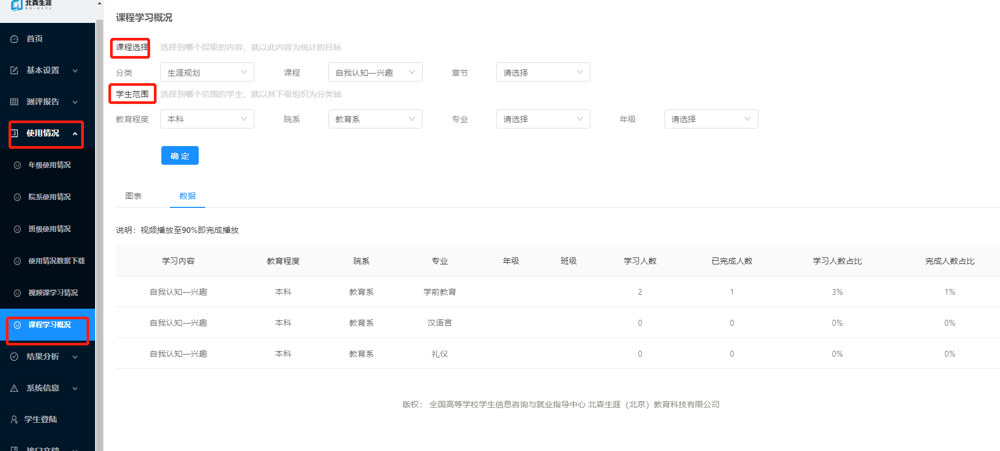 北森生涯
教育一体化平台
首页
基本设置
测评报告
使用情况
年级使用情况
院系使用情况
班级使用情况
使用情况数据下载
视频课学习情况
课程学习概况
结果分析
系统信息
学生登陆
接口文档
课程学习概况
课程选择 选择到哪个层级的内容，就以此内容为统计的目标
分类 生涯规划 课程 自我认知—兴趣 章节 请选择
学生范围 选择到哪个范围的学生，就以其下级组织为分类轴
教育程度 本科 院系 教育系 专业 请选择 年级 请选择
确 定
图表 数据
说明：视频播放至90%即完成播放
学习内容 教育程度 院系 专业 年级 班级 学习人数 已完成人数 学习人数占比 完成人数占比
自我认知—兴趣 本科 教育系 学前教育 2 1 3% 1%
自我认知—兴趣 本科 教育系 汉语言 0 0 0% 0%
自我认知—兴趣 本科 教育系 礼仪 0 0 0% 0%
版权： 全国高等学校学生信息咨询与就业指导中心 北森生涯（北京）教育科技有限公司